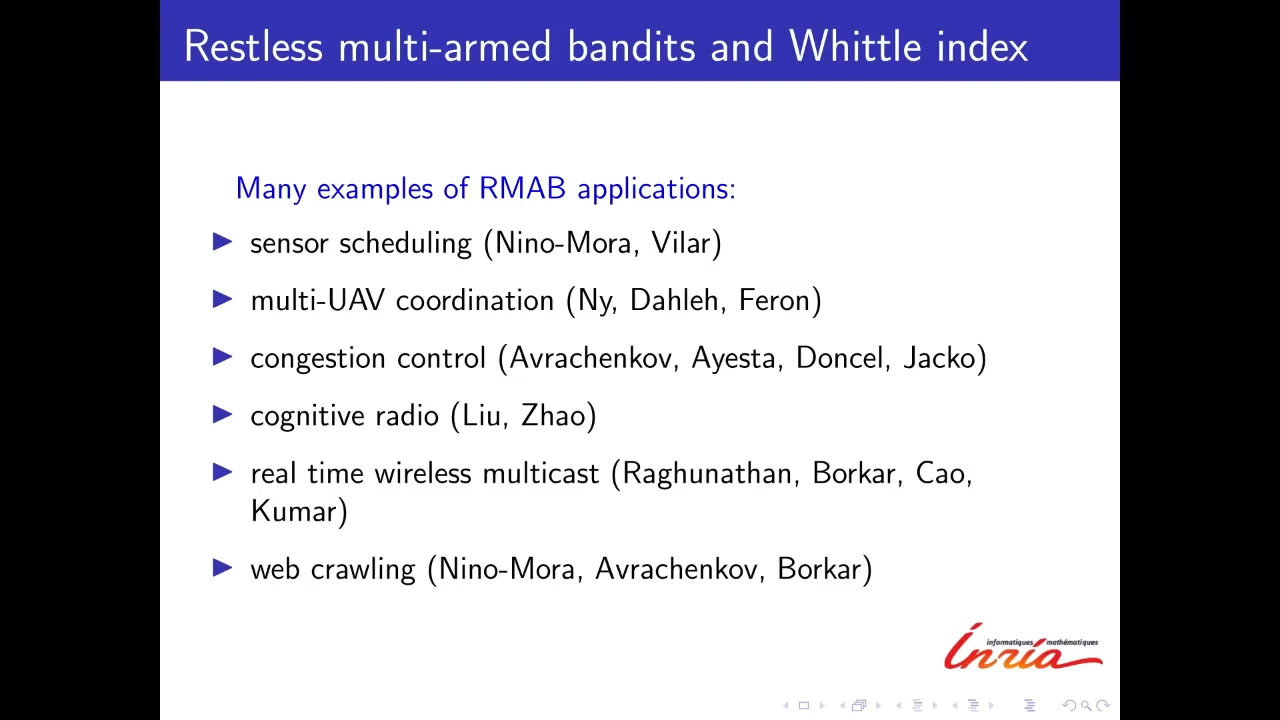 Restless multi-armed bandits and Whittle index
Many examples of RMAB applications:
sensor scheduling (Nino-Mora, Vilar)
multi-UAV coordination (Ny, Dahleh, Feron)
congestion control (Avrachenkov, Ayesta, Doncel, Jacko)
cognitive radio (Liu, Zhao)
real time wireless multicast (Raghunathan, Borkar, Cao,
Kumar)
web crawling (Nino-Mora, Avrachenkov, Borkar)
informatiques mathématiques
Inria